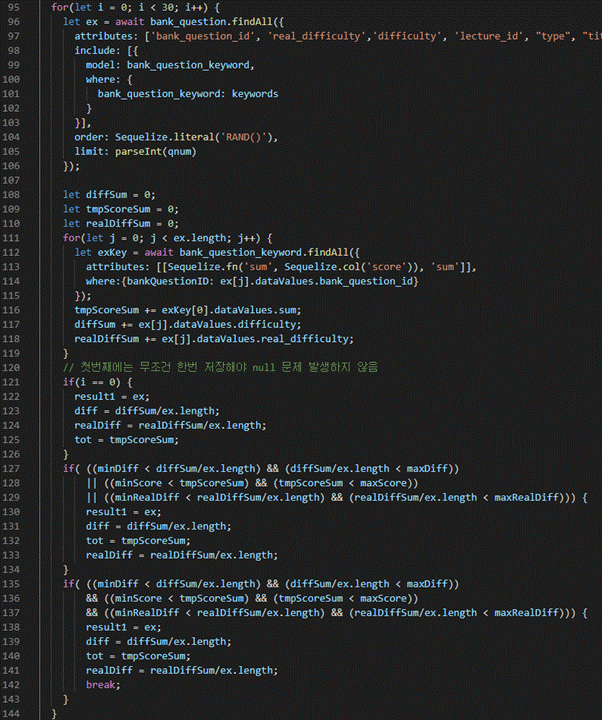 95 for(let i = 0; i < 30; i++) {
96 let ex = await bank_question.findAll({
97 attributes: ['bank_question_id', 'real_difficulty','difficulty', 'lecture_id', "type", "tit
98 include: [{
99 model: bank_question_keyword,
100 where: {
101 bank_question_keyword: keywords
102 }
103 }],
104 order: Sequelize.literal('RAND()'),
105 limit: parseInt(qnum)
106 });
107
108 let diffSum = 0;
109 let tmpScoreSum = 0;
110 let realDiffSum = 0;
111 for(let j = 0; j < ex.length; j++) {
112 let exKey = await bank_question_keyword.findAll({
113 attributes: [[Sequelize.fn('sum', Sequelize.col('score')), 'sum']],
114 where:{bankQuestionID: ex[j].dataValues.bank_question_id}
115 });
116 tmpScoreSum += exKey[0].dataValues.sum;
117 diffSum += ex[j].dataValues.difficulty;
118 realDiffSum += ex[j].dataValues.real_difficulty;
119 }
120 // 첫번째에는 무조건 한번 저장해야 null 문제 발생하지 않음
121 if(i == 0) {
122 result1 = ex;
123 diff = diffSum/ex.length;
124 realDiff = realDiffSum/ex.length;
125 tot = tmpScoreSum;
126 }
127 if( ((minDiff < diffSum/ex.length) && (diffSum/ex.length < maxDiff))
128 || ((minScore < tmpScoreSum) && (tmpScoreSum < maxScore))
129 || ((minRealDiff < realDiffSum/ex.length) && (realDiffSum/ex.length < maxRealDiff))) {
130 result1 = ex;
131 diff = diffSum/ex.length;
132 tot = tmpScoreSum;
133 realDiff = realDiffSum/ex.length;
134 }
135 if( ((minDiff < diffSum/ex.length) && (diffSum/ex.length < maxDiff))
136 && ((minScore < tmpScoreSum) && (tmpScoreSum < maxScore))
137 && ((minRealDiff < realDiffSum/ex.length) && (realDiffSum/ex.length < maxRealDiff))) {
138 result1 = ex;
139 diff = diffSum/ex.length;
140 tot = tmpScoreSum;
141 realDiff = realDiffSum/ex.length;
142 break;
143 }
144 }